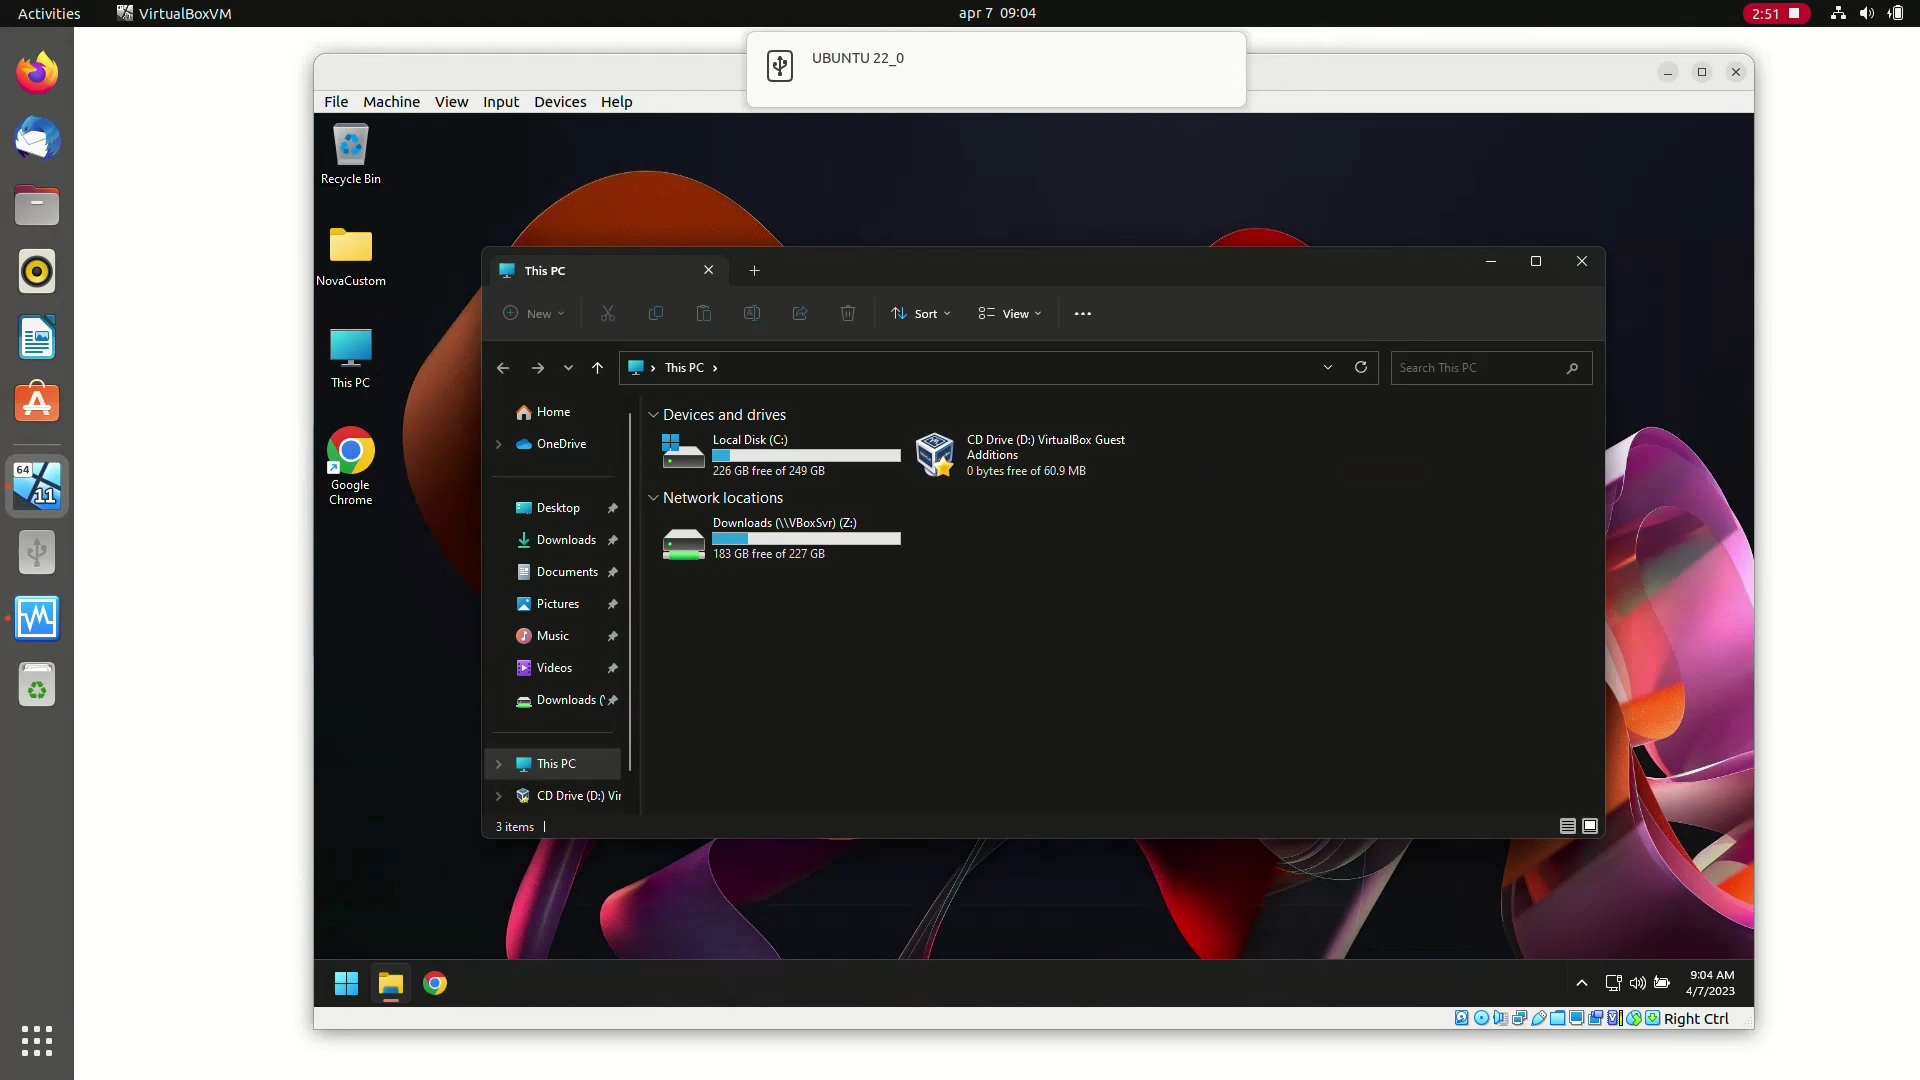 Activities
VirtualBoxVM
apr 7 09:04
2:51
UBUNTU 22_0
File Machine View Input Devices Help
Recycle Bin
NovaCustom
This PC
Google
Chrome
64
11
This PC
New
Sort
View
This PC
Search This PC
Home
OneDrive
Desktop
Downloads
Documents
Pictures
Music
Videos
Downloads (
This PC
CD Drive (D:) Vir
Devices and drives
Local Disk (C:)
226 GB free of 249 GB
CD Drive (D:) VirtualBox Guest
Additions
0 bytes free of 60.9 MB
Network locations
Downloads (\\VBoxSvr) (Z:)
183 GB free of 227 GB
3 items
9:04 AM
4/7/2023
Right Ctrl